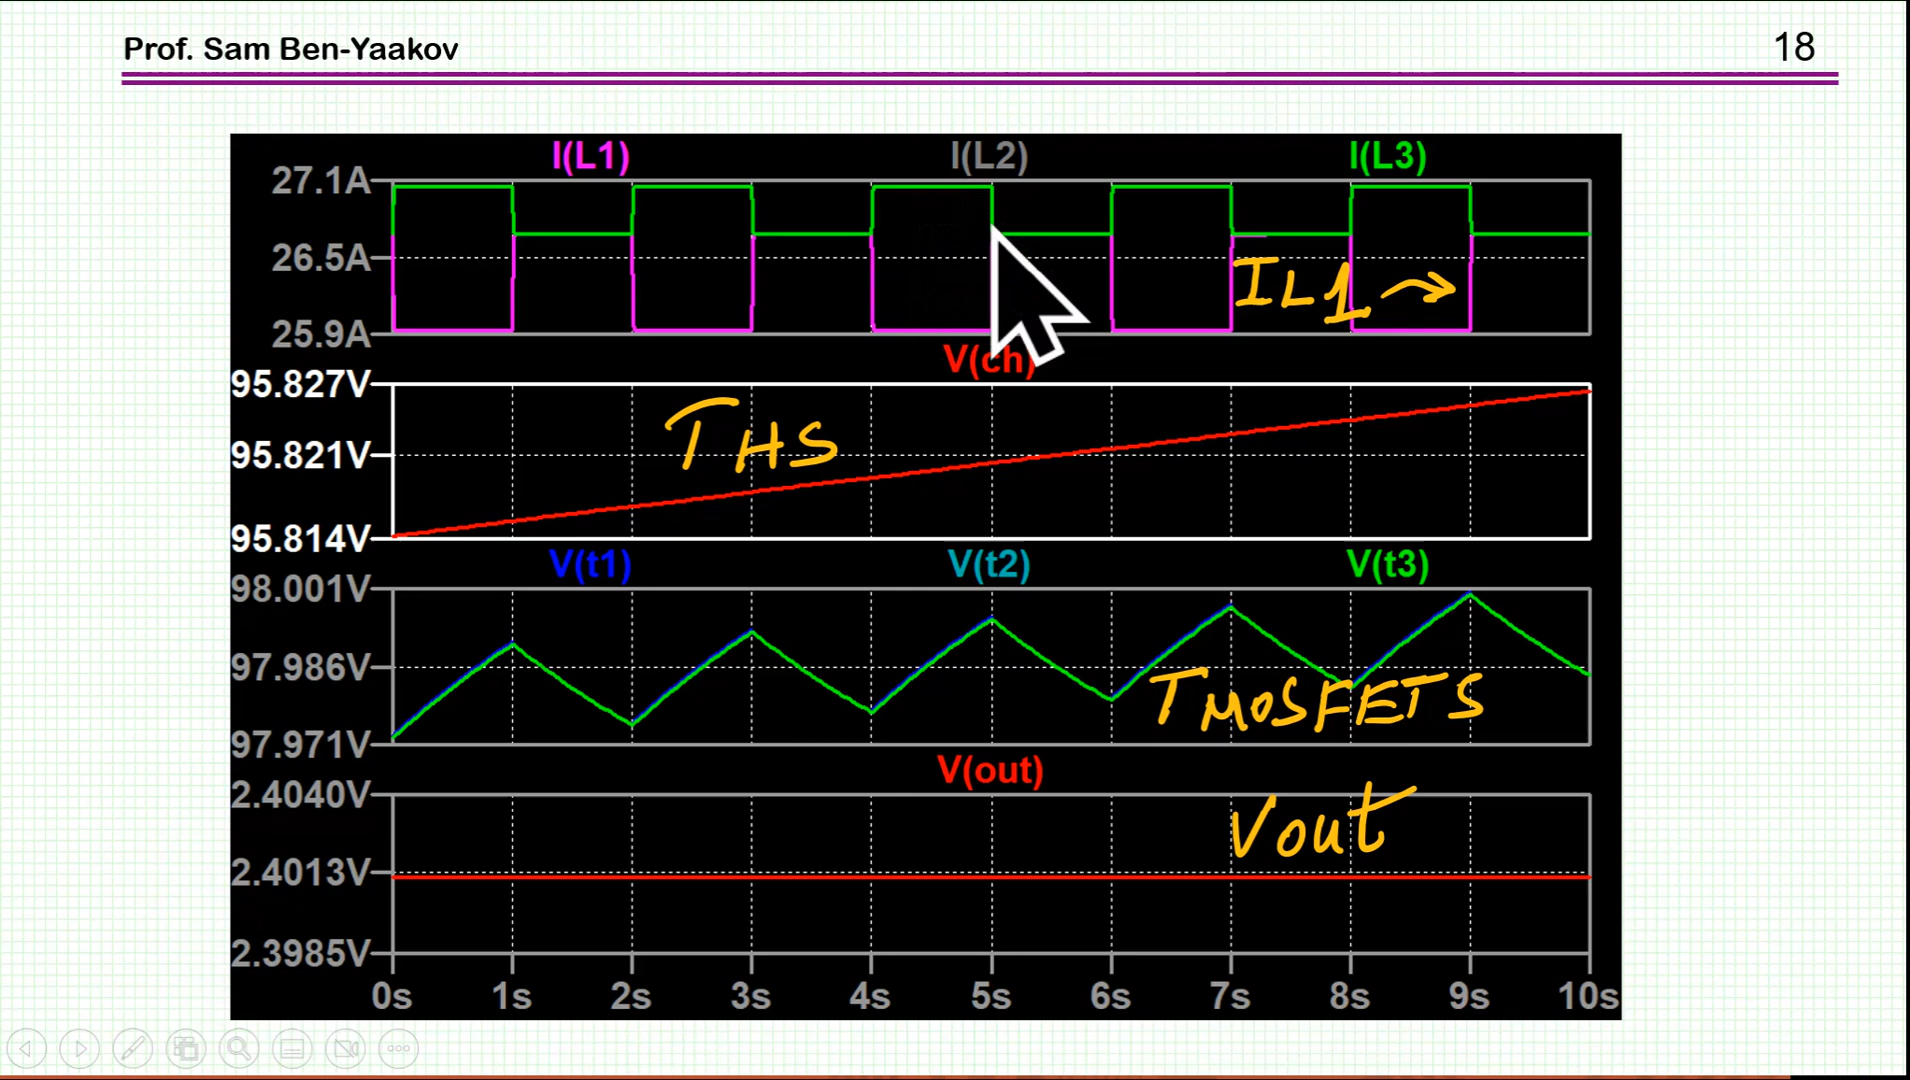 Prof. Sam Ben-Yaakov
18
I(L1) I(L2) I(L3)
27.1A
26.5A
25.9A
IL1
V(ch)
95.827V
95.821V
95.814V
THS
V(t1) V(t2) V(t3)
98.001V
97.986V
97.971V
TMOSFETS
V(out)
2.4040V
2.4013V
2.3985V
Vout
0s 1s 2s 3s 4s 5s 6s 7s 8s 9s 10s